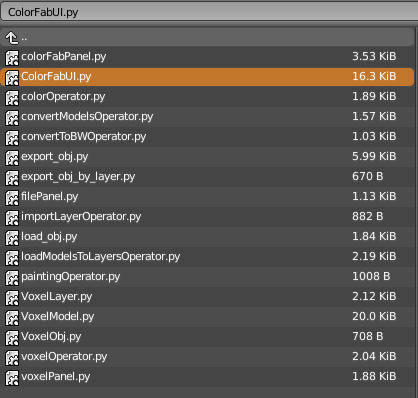 ColorFabUI.py
..
colorFabPanel.py 3.53 KiB
ColorFabUI.py 16.3 KiB
colorOperator.py 1.89 KiB
convertModelsOperator.py 1.57 KiB
convertToBWOperator.py 1.03 KiB
export_obj.py 5.99 KiB
export_obj_by_layer.py 670 B
filePanel.py 1.13 KiB
importLayerOperator.py 882 B
load_obj.py 1.84 KiB
loadModelsToLayersOperator.py 2.19 KiB
paintingOperator.py 1008 B
VoxelLayer.py 2.12 KiB
VoxelModel.py 20.0 KiB
VoxelObj.py 708 B
voxelOperator.py 2.04 KiB
voxelPanel.py 1.88 KiB